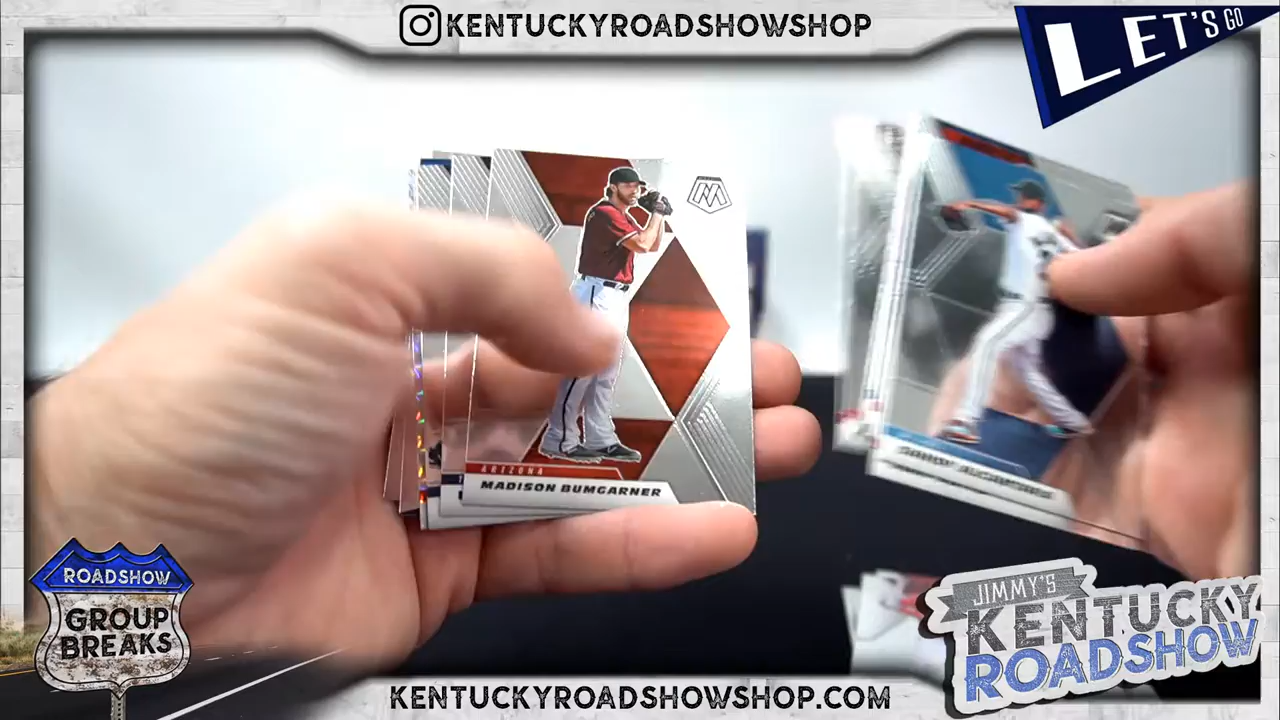 KENTUCKYROADSHOWSHOP
LET'S GO
ARIZONA
MADISON BUMGARNER
ROADSHOW
GROUP
BREAKS
JIMMY'S
KENTUCKY
ROADSHOW
KENTUCKYROADSHOWSHOP.COM